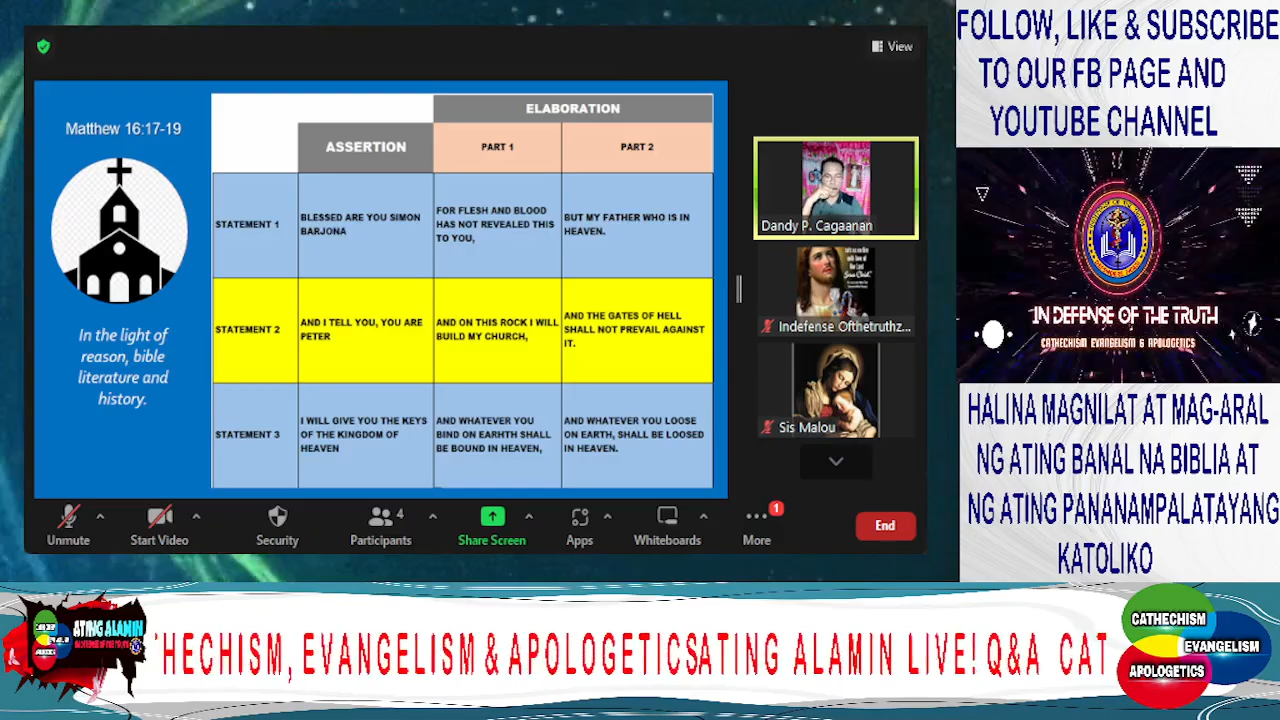 View
Matthew 16:17-19
In the light of
reason, bible
literature and
history.
ELABORATION
ASSERTION
PART 1
PART 2
STATEMENT 1
BLESSED ARE YOU SIMON
BARJONA
FOR FLESH AND BLOOD
HAS NOT REVEALED THIS
TO YOU,
BUT MY FATHER WHO IS IN
HEAVEN.
STATEMENT 2
AND I TELL YOU, YOU ARE
PETER
AND ON THIS ROCK I WILL
BUILD MY CHURCH,
AND THE GATES OF HELL
SHALL NOT PREVAIL AGAINST
IT.
STATEMENT 3
I WILL GIVE YOU THE KEYS
OF THE KINGDOM OF
HEAVEN
AND WHATEVER YOU
BIND ON EARHTH SHALL
BE BOUND IN HEAVEN,
AND WHATEVER YOU LOOSE
ON EARTH, SHALL BE LOOSED
IN HEAVEN.
Dandy P. Cagaanan
Indefense Ofthetruthz...
Sis Malou
Unmute
Start Video
Security
4
Participants
Share Screen
Apps
Whiteboards
1
More
End
FOLLOW, LIKE & SUBSCRIBE
TO OUR FB PAGE AND
YOUTUBE CHANNEL
IN DEFENSE OF THE TRUTH
CATHECHISM EVANGELISM & APOLOGETICS
HALINA MAGNILAT AT MAG-ARAL
NG ATING BANAL NA BIBLIA AT
NG ATING PANANAMPALATAYANG
KATOLIKO
ATING ALAMIN
HECHISM, EVANGELISM & APOLOGETICSATING ALAMIN LIVE! Q&A CAT
CATHECHISM
EVANGELISM
APOLOGETICS